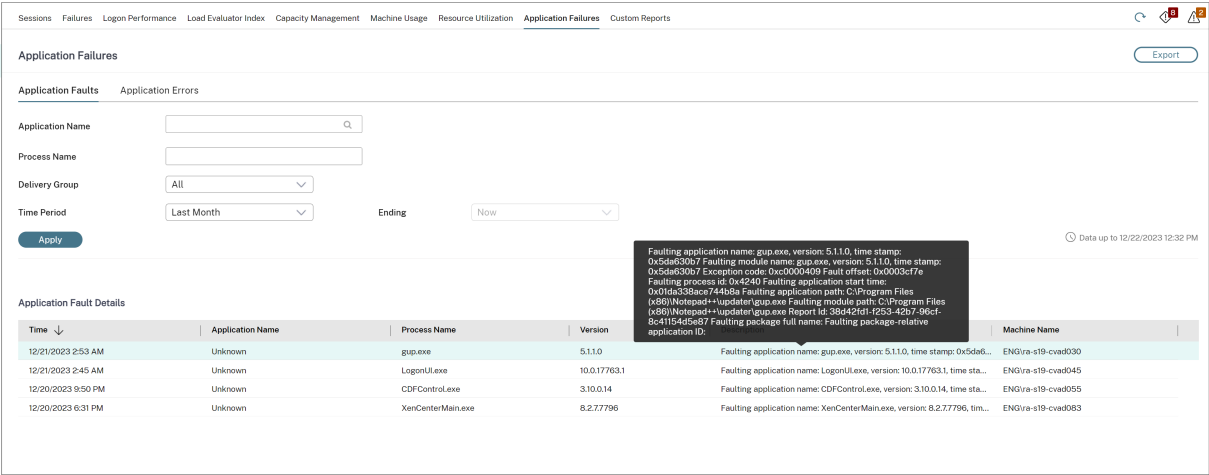 Sessions Failures Logon Performance Load Evaluator Index Capacity Management Machine Usage Resource Utilization Application Failures Custom Reports 8 2
Application Failures Export
Application Faults Application Errors
Application Name
Process Name
Delivery Group All
Time Period Last Month Ending Now
Apply Data up to 12/22/2023 12:32 PM
Faulting application name: gup.exe, version: 5.1.1.0, time stamp:
0x5da630b7 Faulting module name: gup.exe, version: 5.1.1.0, time stamp:
0x5da630b7 Exception code: 0xc0000409 Fault offset: 0x0003cf7e
Faulting process id: 0x4240 Faulting application start time:
0x01da338ace744b8a Faulting application path: C:\Program Files
(x86)\Notepad++\updater\gup.exe Faulting module path: C:\Program Files
(x86)\Notepad++\updater\gup.exe Report Id: 38d42fd1-f253-42b7-96cf-
8c41154d5e87 Faulting package full name: Faulting package-relative
application ID:
Application Fault Details
Time Application Name Process Name Version Machine Name
12/21/2023 2:53 AM Unknown gup.exe 5.1.1.0 Faulting application name: gup.exe, version: 5.1.1.0, time stamp: 0x5da6... ENG\ra-s19-cvad030
12/21/2023 2:45 AM Unknown LogonUI.exe 10.0.17763.1 Faulting application name: LogonUI.exe, version: 10.0.17763.1, time sta... ENG\ra-s19-cvad045
12/20/2023 9:50 PM Unknown CDFControl.exe 3.10.0.14 Faulting application name: CDFControl.exe, version: 3.10.0.14, time sta... ENG\ra-s19-cvad055
12/20/2023 6:31 PM Unknown XenCenterMain.exe 8.2.7.7796 Faulting application name: XenCenterMain.exe, version: 8.2.7.7796, tim... ENG\ra-s19-cvad083